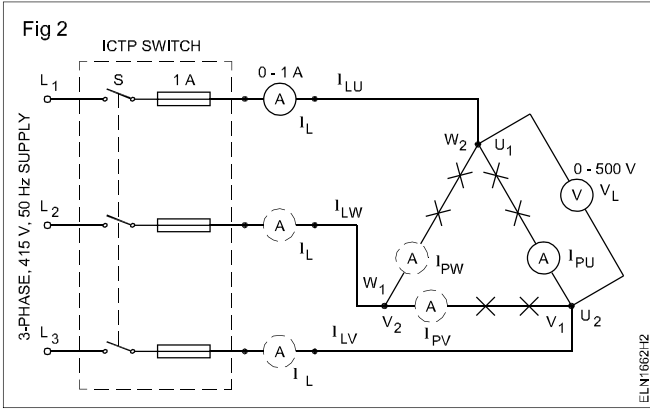 Fig 2
ICTP SWITCH
L1 S 1 A 0 - 1 A ILU
A
IL
W2 U1
0 - 500 V
V VL
3-PHASE, 415 V, 50 Hz SUPPLY
L2 ILW
A
IL
A IPW A IPU
W1
V2 A V1 U2
IPV
L3 ILV
A
IL
ELN1662H2